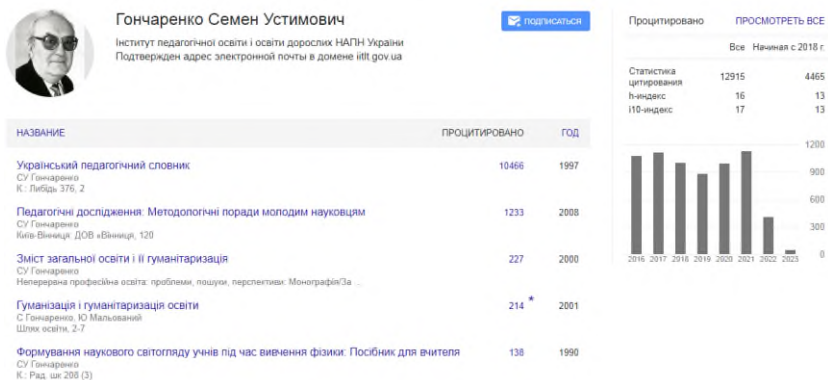 Гончаренко Семен Устимович
ПОДПИСАТЬСЯ
Інститут педагогічної освіти і освіти дорослих НАПН України
Подтвержден адрес электронной почты в домене iitlt.gov.ua
НАЗВАНИЕ ПРОЦИТИРОВАНО ГОД
Український педагогічний словник 10466 1997
СУ Гончаренко
К.: Либідь 376, 2
Педагогічні дослідження: Методологічні поради молодим науковцям 1233 2008
СУ Гончаренко
Київ-Вінниця: ДОВ «Вінниця, 120
Зміст загальної освіти і її гуманітаризація 227 2000
СУ Гончаренко
Неперервна професійна освіта: проблеми, пошуки, перспективи: Монографія/За ...
Гуманізація і гуманітаризація освіти 214 * 2001
С Гончаренко, Ю Мальований
Шлях освіти, 2-7
Формування наукового світогляду учнів під час вивчення фізики: Посібник для вчителя 138 1990
СУ Гончаренко
К.: Рад. шк 208 (3)
Процитировано ПРОСМОТРЕТЬ ВСЕ
Все Начиная с 2018 г.
Статистика
цитирования 12915 4465
h-индекс 16 13
i10-индекс 17 13
1200
900
600
300
0
2016 2017 2018 2019 2020 2021 2022 2023